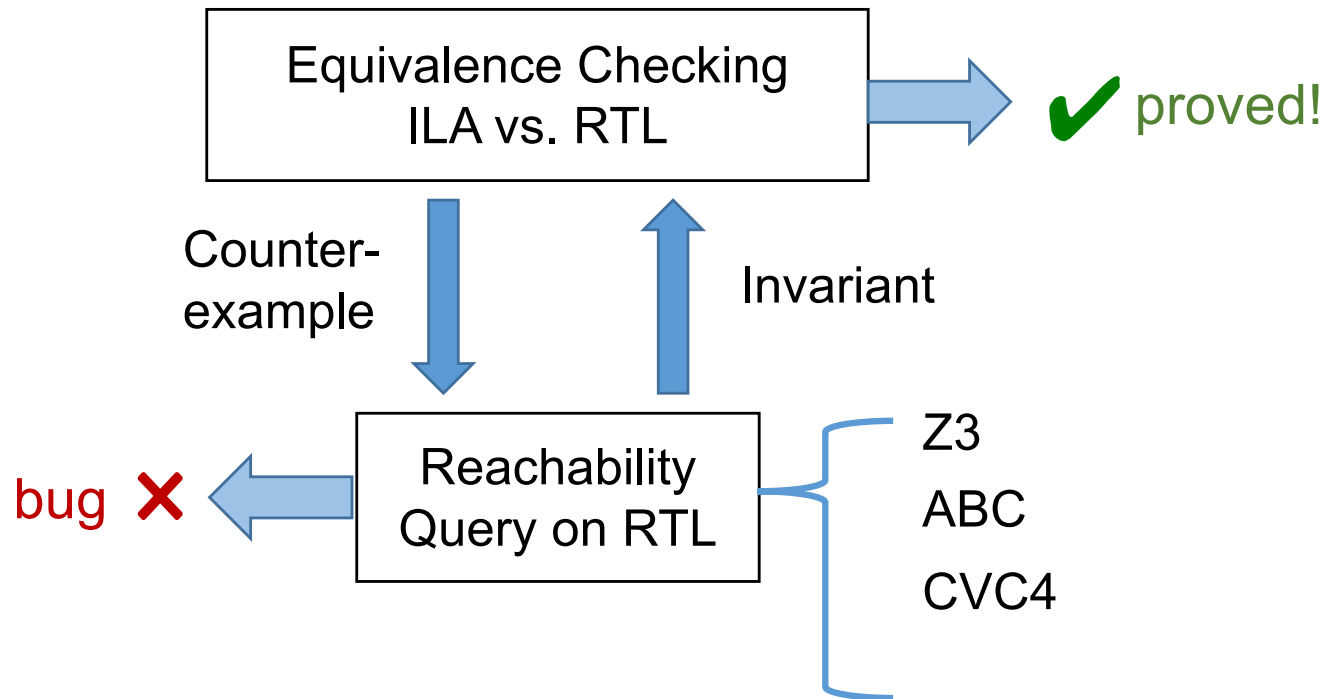 Equivalence Checking
ILA vs. RTL
proved!
Counter-
example
Invariant
bug
Reachability
Query on RTL
Z3
ABC
CVC4